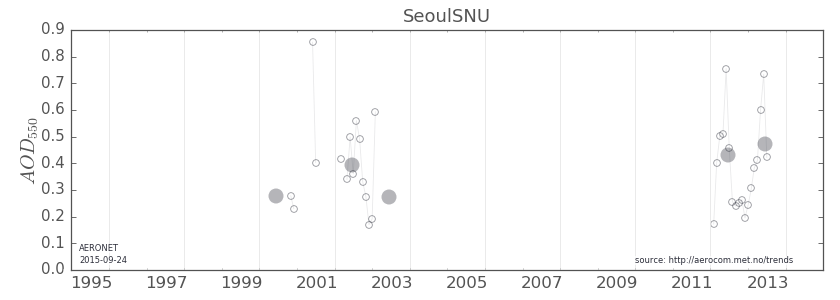 SeoulSNU
0.9
0.8
0.7
0.6
0.5
0.4
0.3
0.2
0.1
0.0
AOD550
AERONET
2015-09-24
source: http://aerocom.met.no/trends
1995 1997 1999 2001 2003 2005 2007 2009 2011 2013